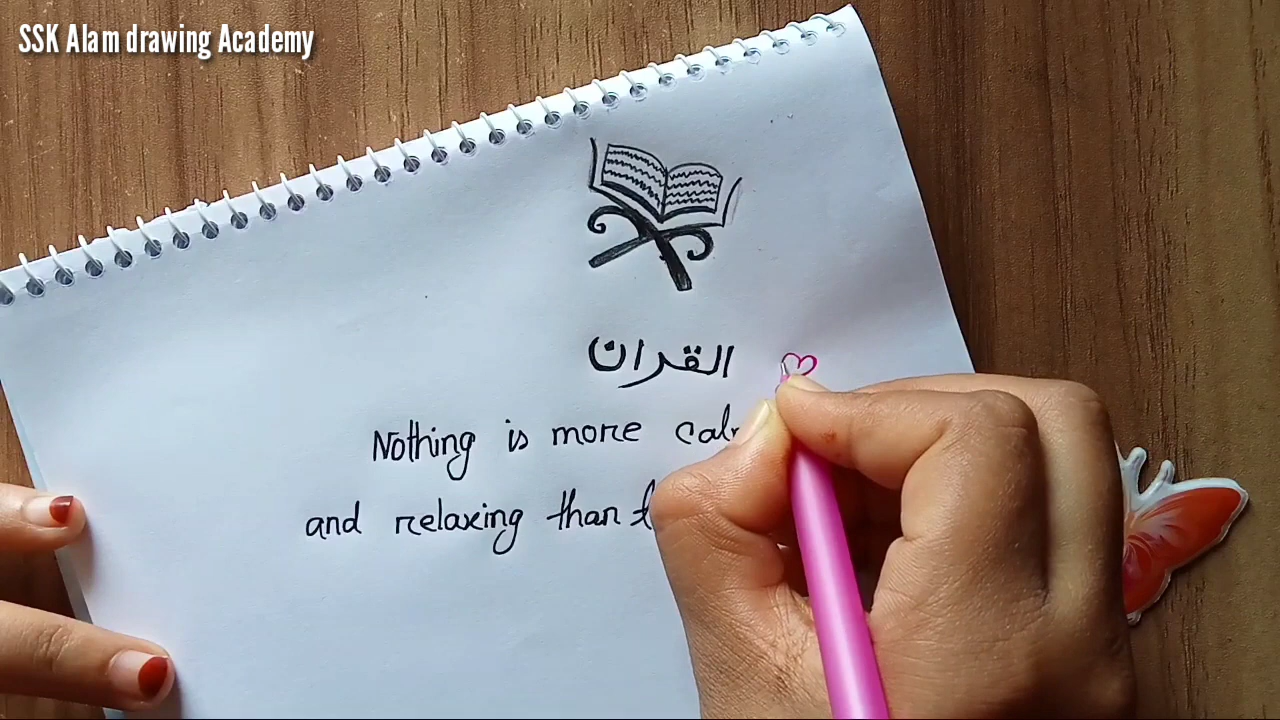 SSK Alam drawing Academy
القران
Nothing is more
and relaxing than